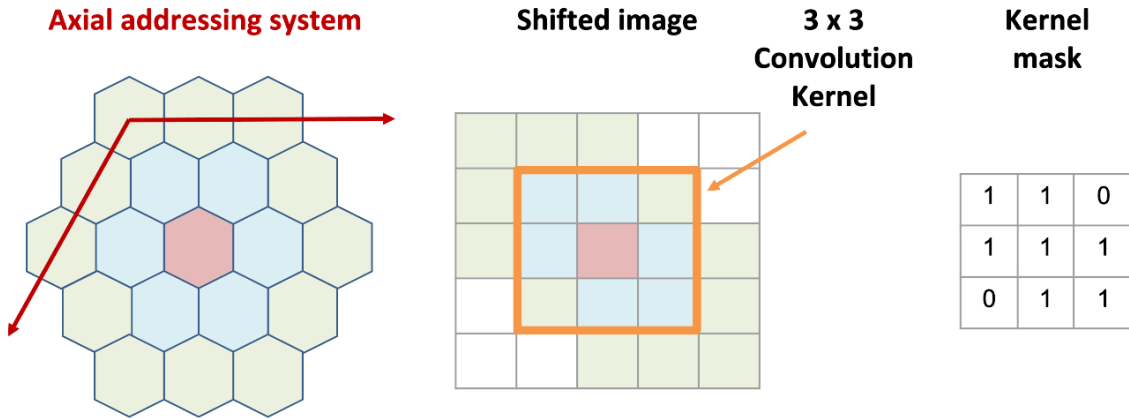 Axial addressing system
Shifted image
3 x 3
Convolution
Kernel
Kernel
mask
1 1 0
1 1 1
0 1 1